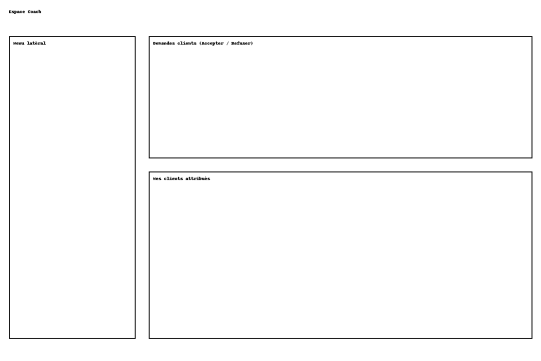 Espace Coach
Menu latéral
Demandes clients (Accepter / Refuser)
Vos clients attribués